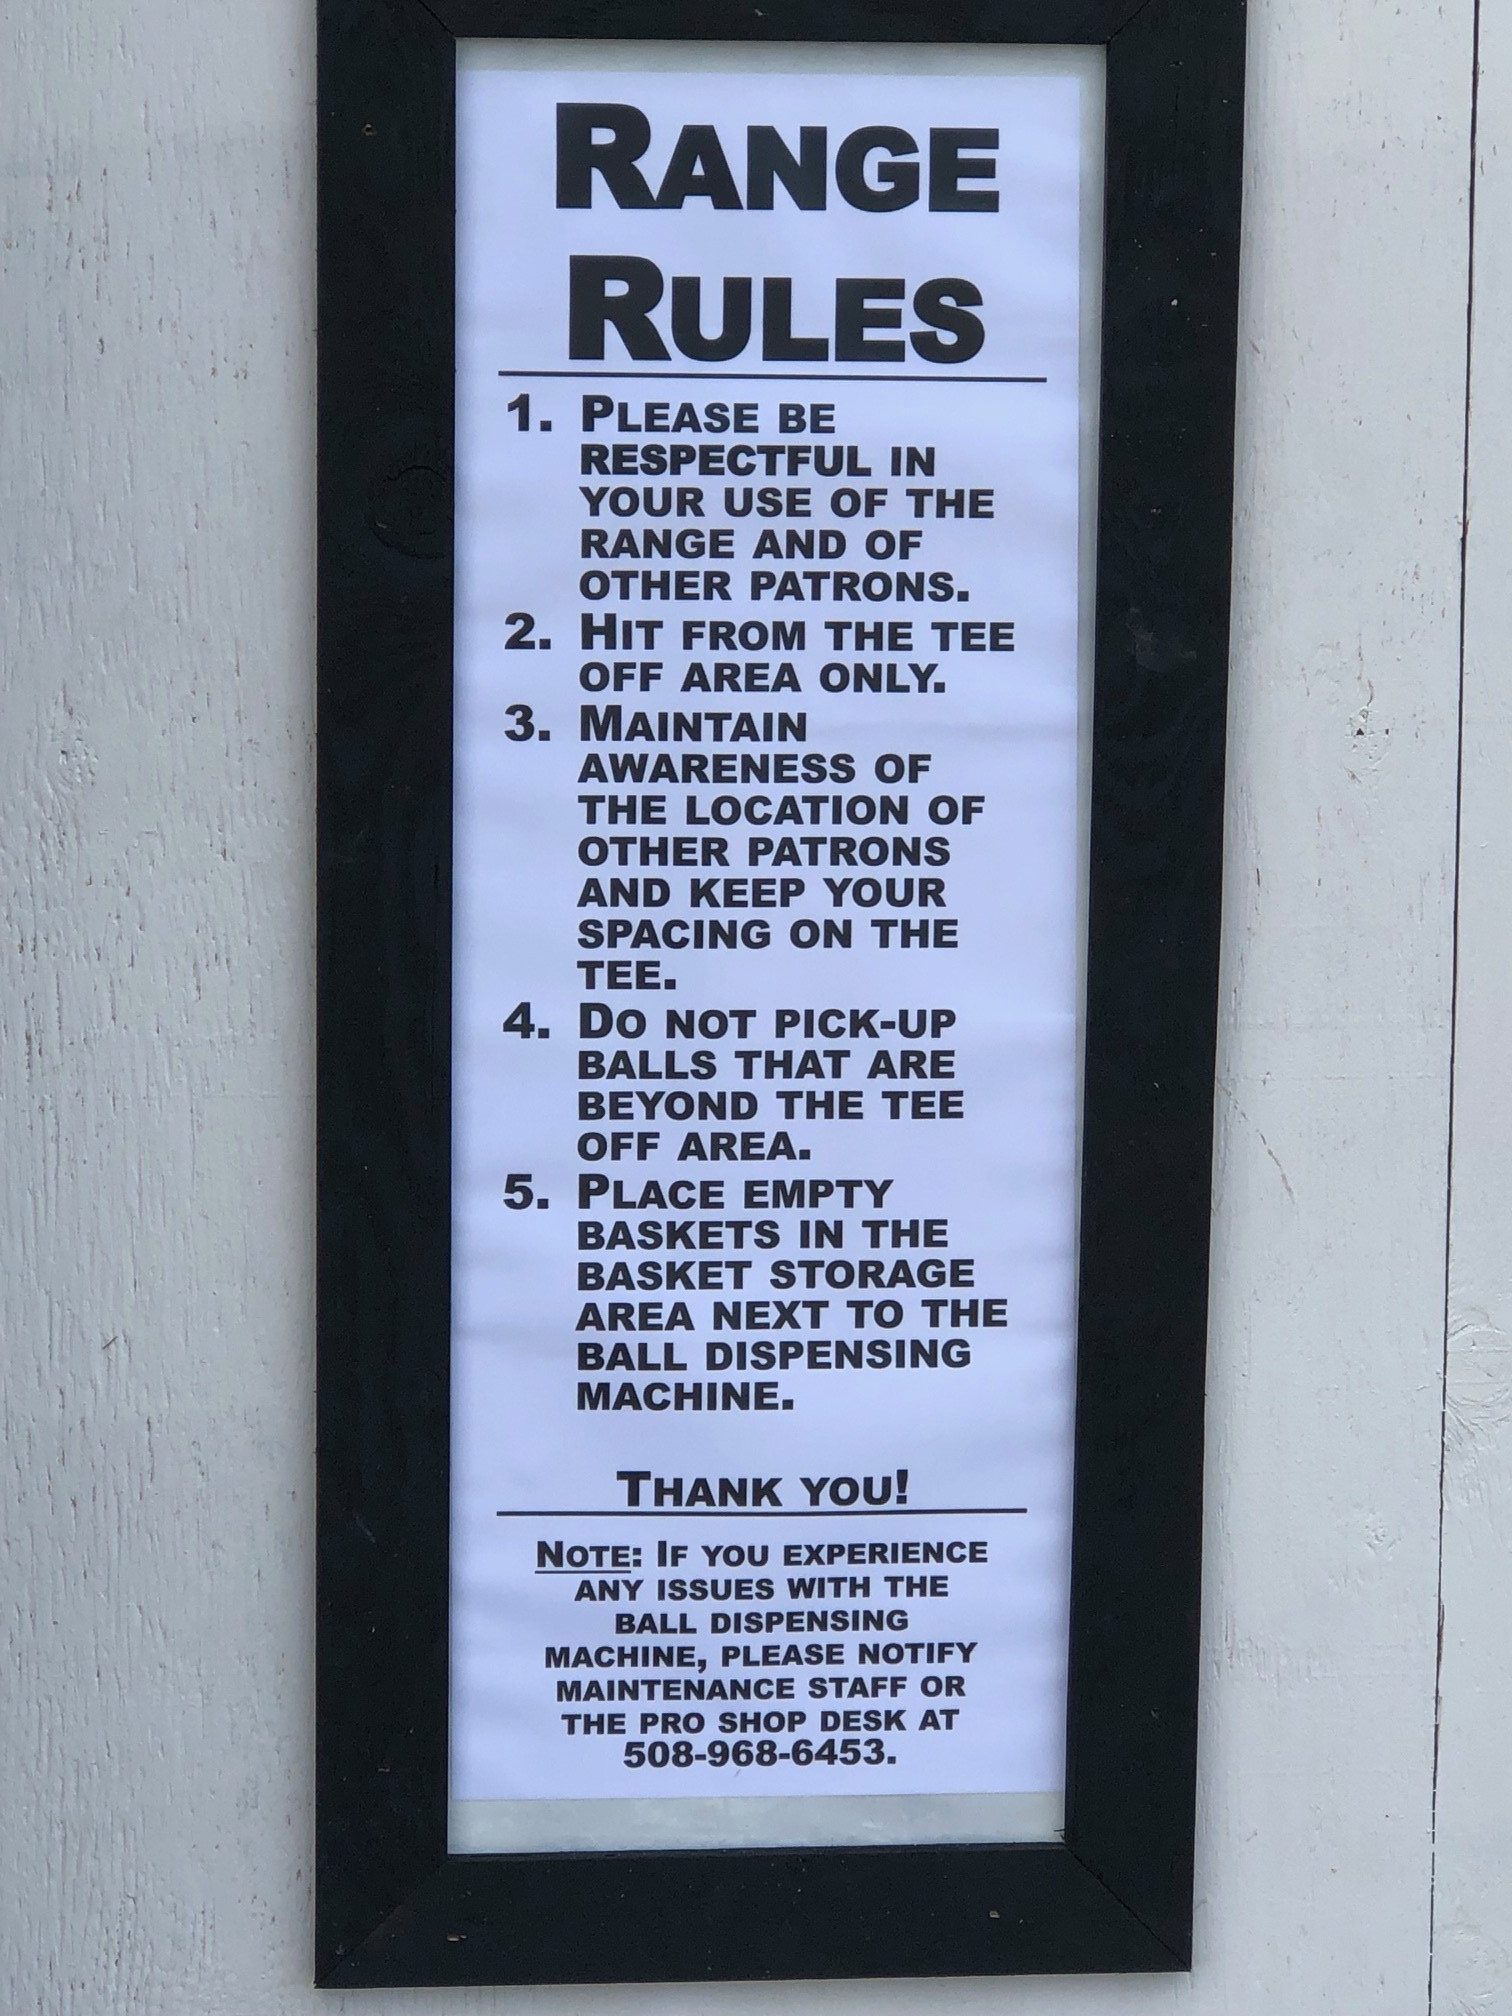 RANGE
RULES
1. PLEASE BE
RESPECTFUL IN
YOUR USE OF THE
RANGE AND OF
OTHER PATRONS.
2. HIT FROM THE TEE
OFF AREA ONLY.
3. MAINTAIN
AWARENESS OF
THE LOCATION OF
OTHER PATRONS
AND KEEP YOUR
SPACING ON THE
TEE.
4. DO NOT PICK-UP
BALLS THAT ARE
BEYOND THE TEE
OFF AREA.
5. PLACE EMPTY
BASKETS IN THE
BASKET STORAGE
AREA NEXT TO THE
BALL DISPENSING
MACHINE.
THANK YOU!
NOTE: IF YOU EXPERIENCE
ANY ISSUES WITH THE
BALL DISPENSING
MACHINE, PLEASE NOTIFY
MAINTENANCE STAFF OR
THE PRO SHOP DESK AT
508-968-6453.